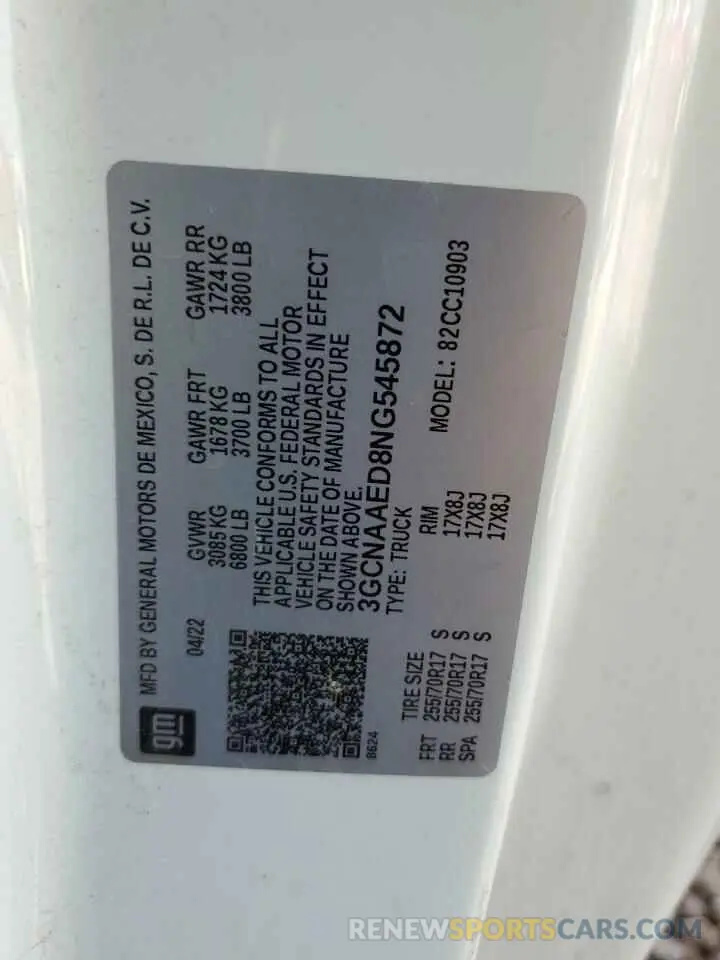 gm
MFD BY GENERAL MOTORS DE MEXICO, S. DE R.L. DE C.V.
04/22 GVWR GAWR FRT GAWR RR
3085 KG 1678 KG 1724 KG
6800 LB 3700 LB 3800 LB
THIS VEHICLE CONFORMS TO ALL
APPLICABLE U.S. FEDERAL MOTOR
VEHICLE SAFETY STANDARDS IN EFFECT
ON THE DATE OF MANUFACTURE
SHOWN ABOVE.
3GCNAAED8NG545872
8624 TYPE: TRUCK
MODEL: 82CC10903
TIRE SIZE RIM
FRT 255/70R17 S 17X8J
RR 255/70R17 S 17X8J
SPA 255/70R17 S 17X8J
RENEWSPORTSCARS.COM